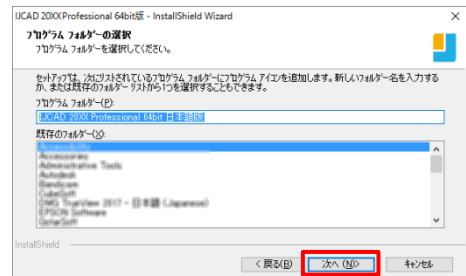 IJCAD 20XX Professional 64bit版 - InstallShield Wizard
プログラム フォルダーの選択
プログラム フォルダーを選択してください。
セットアップは、次にリストされているプログラム フォルダーにプログラム アイコンを追加します。新しいフォルダー名を入力する
か、または既存のフォルダー リストから1つを選択することもできます。
プログラム フォルダー(P):
IJCAD 20XX Professional 64bit 日本語版
既存のフォルダー(X):
Accessibility
Accessories
Administrative Tools
Autodesk
Bandicam
CubeSoft
DWG TrueView 2017 - 日本語 (Japanese)
EPSON Software
InstallShield
< 戻る(B)
次へ (N)>
キャンセル